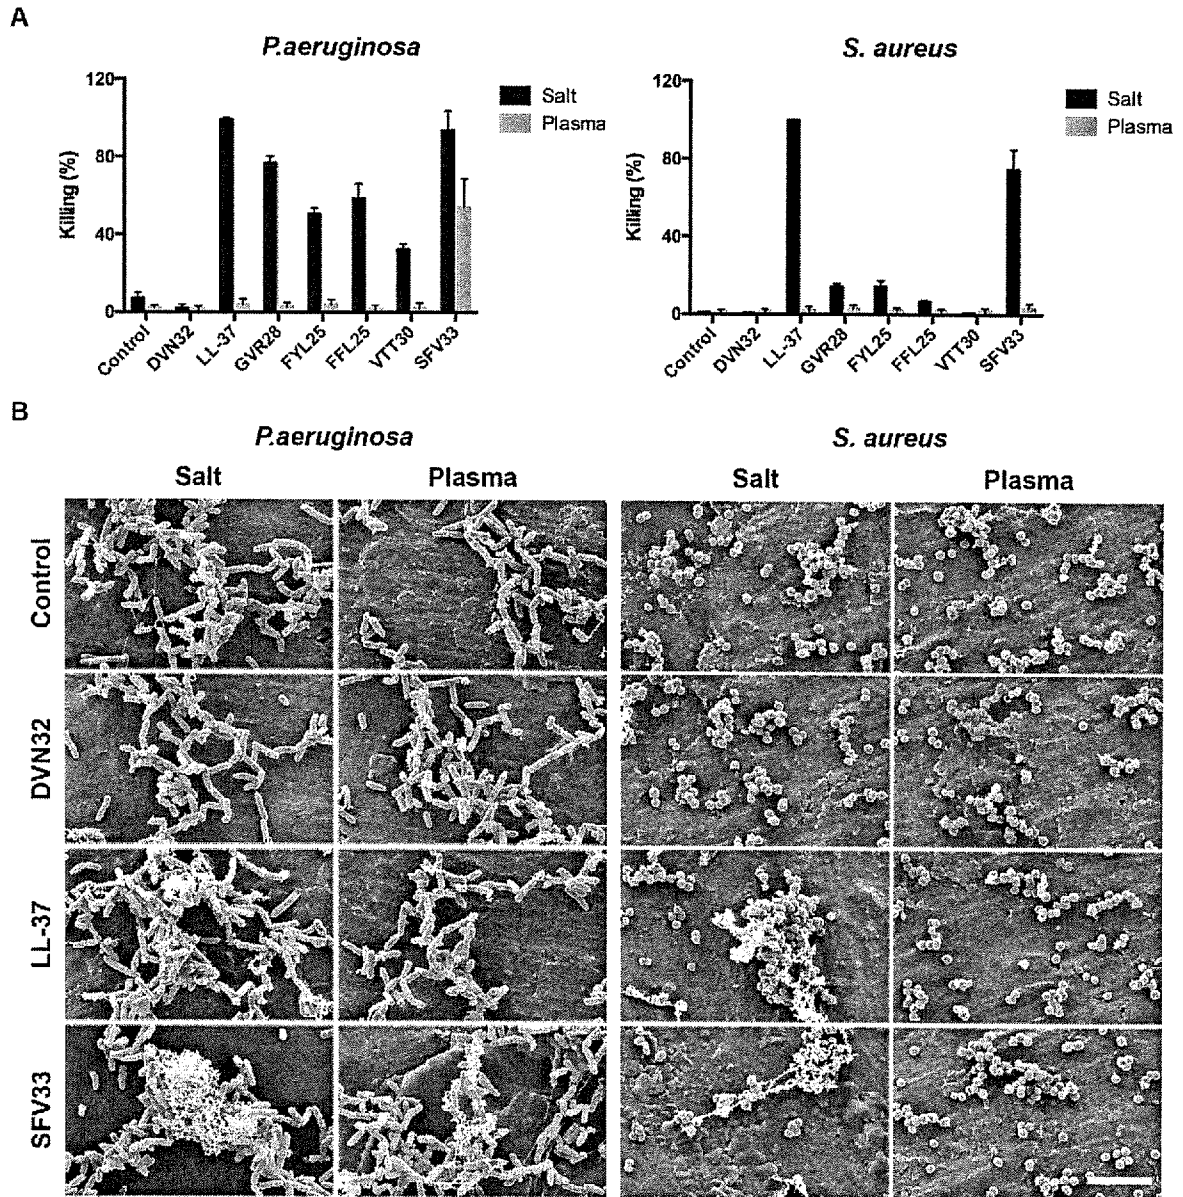 A
P.aeruginosa
S. aureus
120
80
40
0
Killing (%)
Salt
Plasma
Control
DVN32
LL-37
GVR28
FYL25
FFL25
VTT30
SFV33
120
80
40
0
Killing (%)
Salt
Plasma
Control
DVN32
LL-37
GVR28
FYL25
FFL25
VTT30
SFV33
B
P.aeruginosa
S. aureus
Salt
Plasma
Salt
Plasma
Control
DVN32
LL-37
SFV33